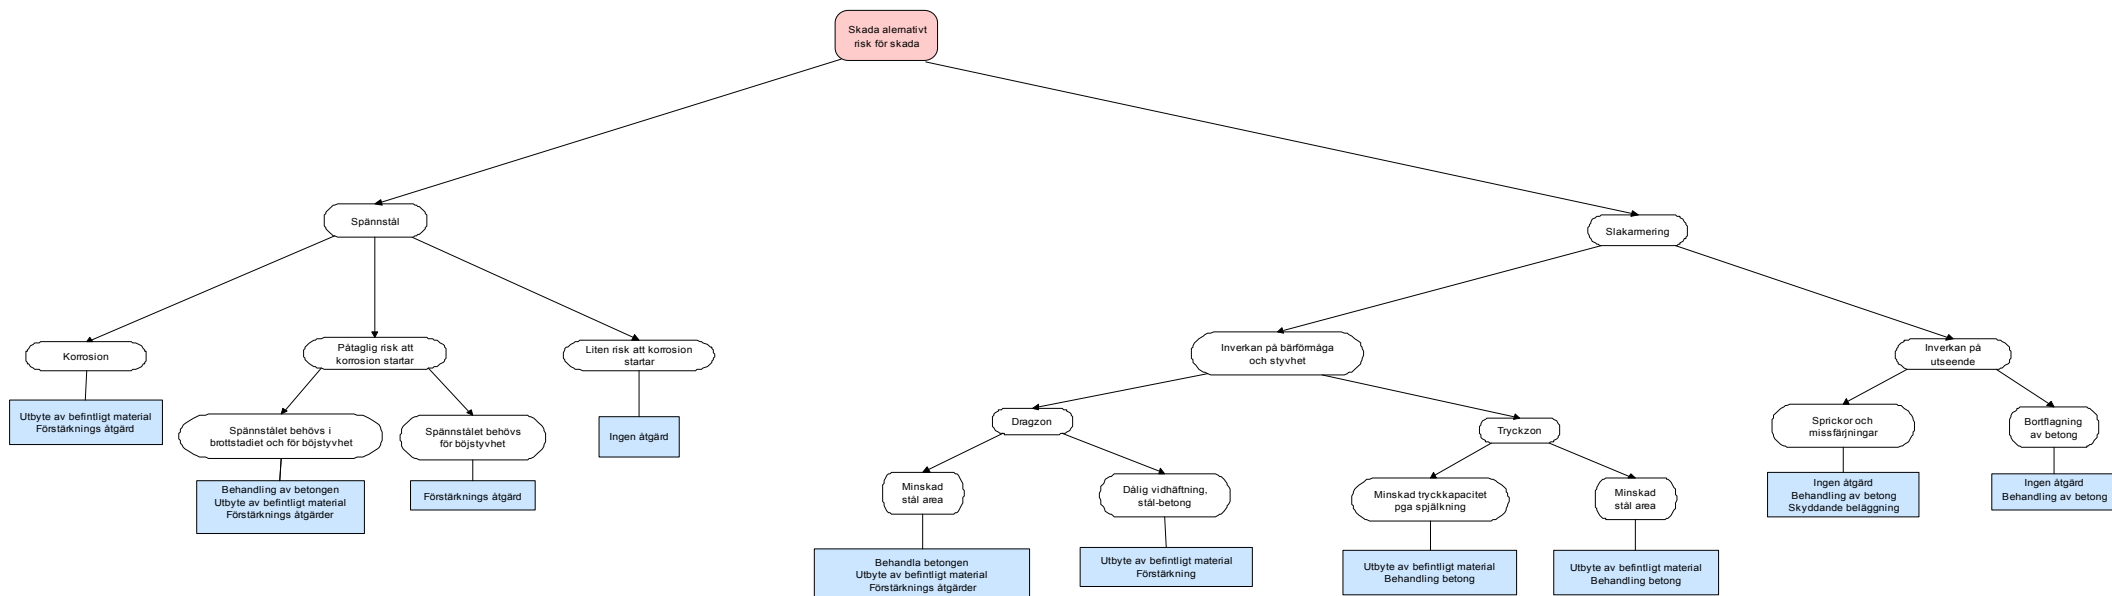 Skada alernativt
risk för skada
Spännstål
Slakarmering
Korrosion
Påtaglig risk att
korrosion startar
Liten risk att korrosion
startar
Inverkan på bärförmåga
och styvhet
Inverkan på
utseende
Utbyte av befintligt material
Förstärknings åtgärd
Spännstålet behövs i
brottstadiet och för böjstyvhet
Spännstålet behövs
för böjstyvhet
Ingen åtgärd
Dragzon
Tryckzon
Sprickor och
missfärjningar
Bortflagning
av betong
Behandling av betongen
Utbyte av befintligt material
Förstärknings åtgärder
Förstärknings åtgärd
Minskad
stål area
Dålig vidhäftning,
stål-betong
Minskad tryckkapacitet
pga spjälkning
Minskad
stål area
Ingen åtgärd
Behandling av betong
Skyddande beläggning
Ingen åtgärd
Behandling av betong
Behandla betongen
Utbyte av befintligt material
Förstärknings åtgärder
Utbyte av befintligt material
Förstärkning
Utbyte av befintligt material
Behandling betong
Utbyte av befintligt material
Behandling betong